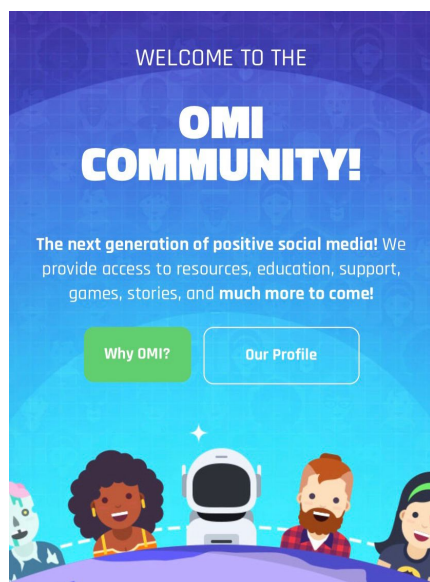 WELCOME TO THE
OMI
COMMUNITY!
The next generation of positive social media! We
provide access to resources, education, support,
games, stories, and much more to come!
Why OMI?
Our Profile